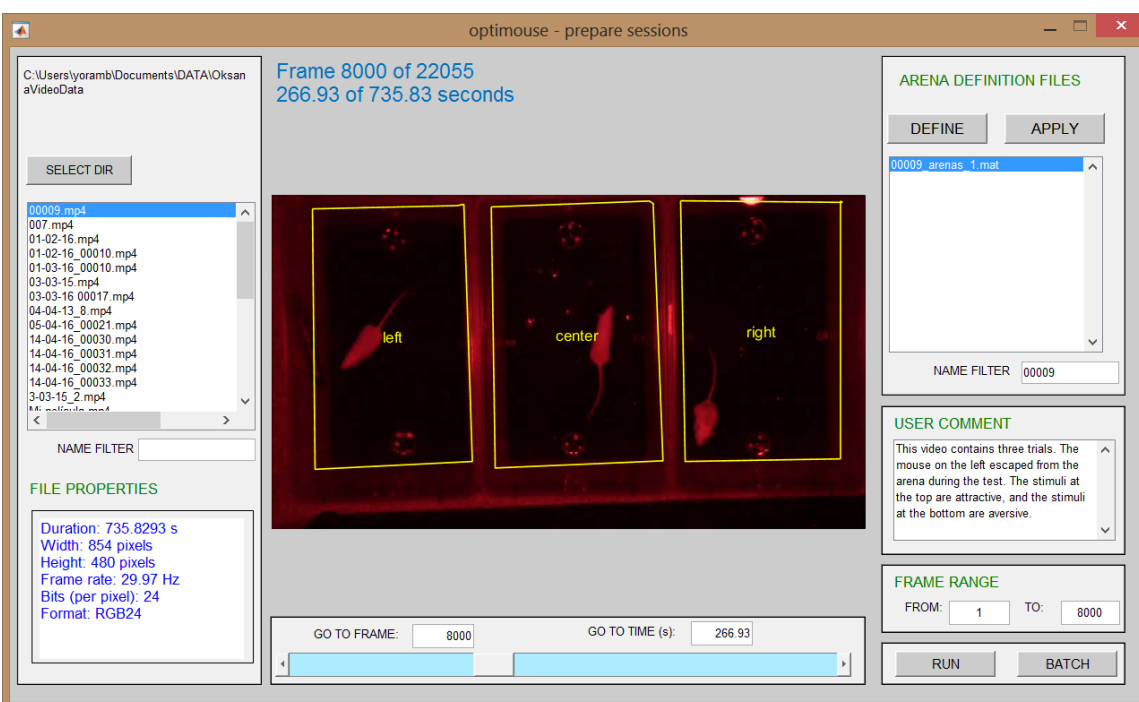 optimouse - prepare sessions
C:\Users\yoramb\Documents\DATA\Oksan
aVideoData
SELECT DIR
00009.mp4
007.mp4
01-02-16.mp4
01-02-16_00010.mp4
01-03-16_00010.mp4
03-03-15.mp4
03-03-16 00017.mp4
04-04-13_8.mp4
05-04-16_00021.mp4
14-04-16_00030.mp4
14-04-16_00031.mp4
14-04-16_00032.mp4
14-04-16_00033.mp4
3-03-15_2.mp4
Mi película.mp4
NAME FILTER
FILE PROPERTIES
Duration: 735.8293 s
Width: 854 pixels
Height: 480 pixels
Frame rate: 29.97 Hz
Bits (per pixel): 24
Format: RGB24
Frame 8000 of 22055
266.93 of 735.83 seconds
left
center
right
GO TO FRAME: 8000
GO TO TIME (s): 266.93
ARENA DEFINITION FILES
DEFINE
APPLY
00009_arenas_1.mat
NAME FILTER 00009
USER COMMENT
This video contains three trials. The
mouse on the left escaped from the
arena during the test. The stimuli at
the top are attractive, and the stimuli
at the bottom are aversive.
FRAME RANGE
FROM: 1 TO: 8000
RUN
BATCH